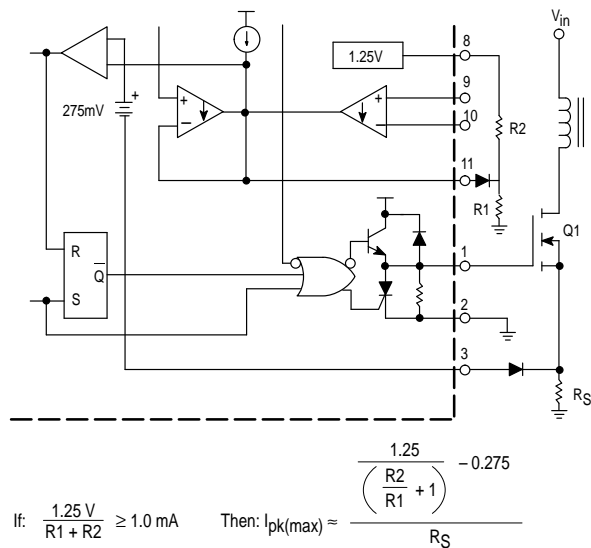 Vin
8
1.25V
9
10
275mV
+
+
–
+
–
R2
11
R1
Q1
1
R
Q
S
2
3
RS
If: 1.25 V / R1 + R2 ≥ 1.0 mA Then: Ipk(max) ≈ 1.25 / ( R2 / R1 + 1 ) – 0.275 / RS